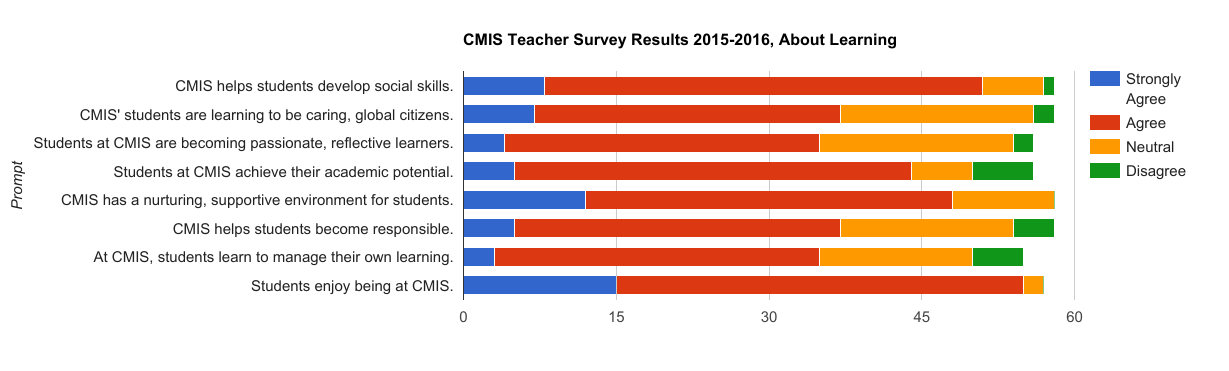 CMIS Teacher Survey Results 2015-2016, About Learning
Strongly
Agree
Agree
Neutral
Disagree
Prompt
CMIS helps students develop social skills.
CMIS' students are learning to be caring, global citizens.
Students at CMIS are becoming passionate, reflective learners.
Students at CMIS achieve their academic potential.
CMIS has a nurturing, supportive environment for students.
CMIS helps students become responsible.
At CMIS, students learn to manage their own learning.
Students enjoy being at CMIS.
0 15 30 45 60